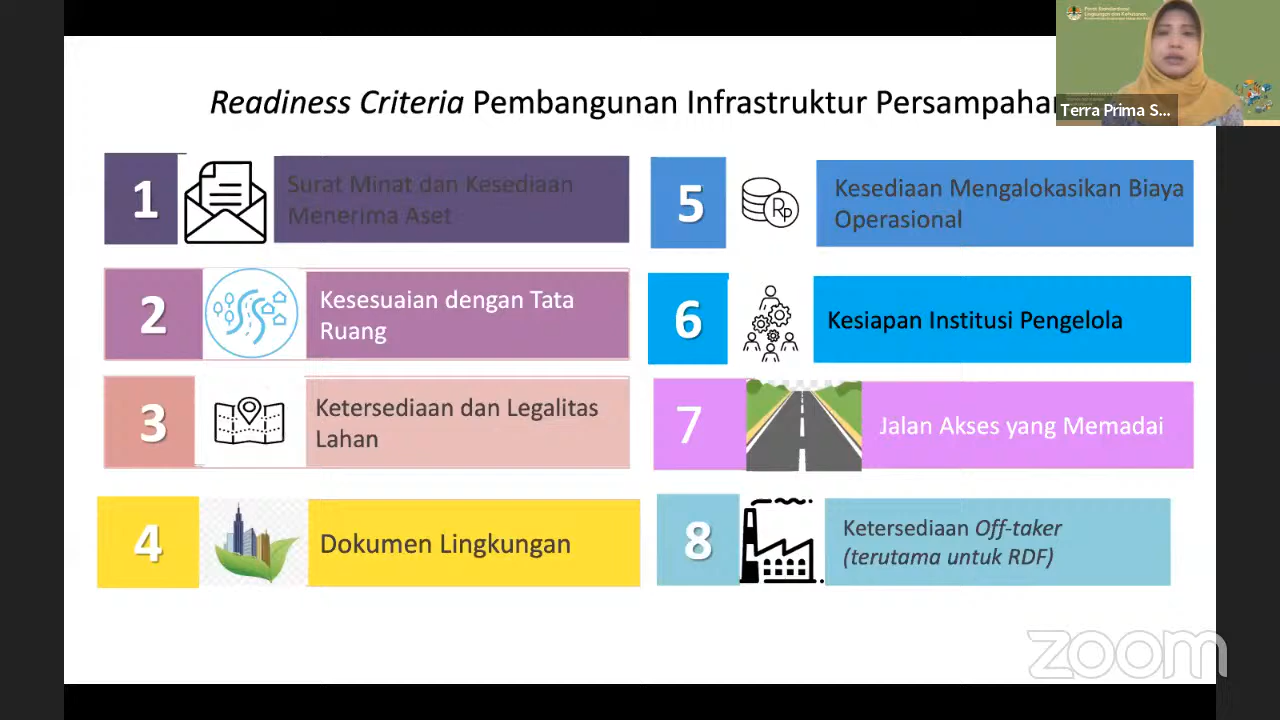 Readiness Criteria Pembangunan Infrastruktur Persampahan
Terra Prima S...
1
Surat Minat dan Kesediaan
Menerima Aset
2
Kesesuaian dengan Tata
Ruang
3
Ketersediaan dan Legalitas
Lahan
4
Dokumen Lingkungan
5
Rp
Kesediaan Mengalokasikan Biaya
Operasional
6
Kesiapan Institusi Pengelola
7
Jalan Akses yang Memadai
8
Ketersediaan Off-taker
(terutama untuk RDF)
zoom